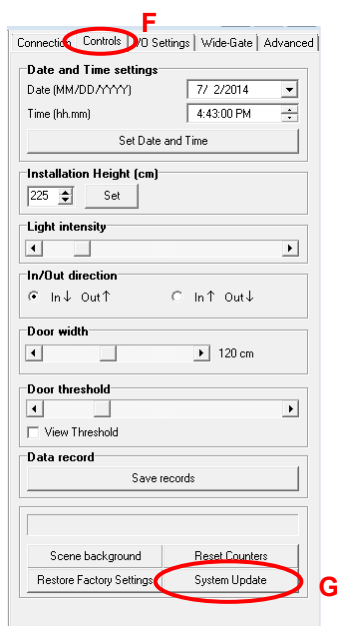 F
Connection Controls I/O Settings Wide-Gate Advanced
Date and Time settings
Date (MM/DD/YYYY) 7/ 2/2014
Time (hh.mm) 4:43:00 PM
Set Date and Time
Installation Height (cm)
225 Set
Light intensity
In/Out direction
In↓ Out↑ In↑ Out↓
Door width
120 cm
Door threshold
View Threshold
Data record
Save records
Scene background Reset Counters
Restore Factory Settings System Update G